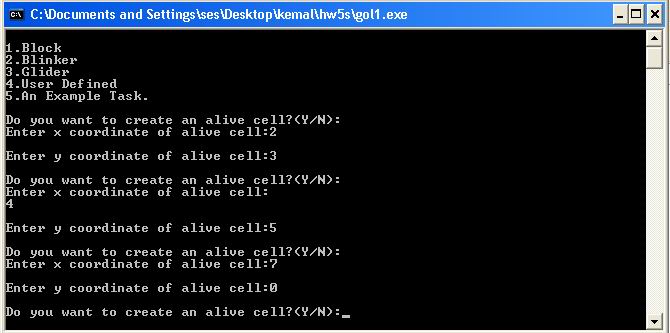 C:\Documents and Settings\ses\Desktop\kemal\hw5s\gol1.exe
1.Block
2.Blinker
3.Glider
4.User Defined
5.An Example Task.
Do you want to create an alive cell?(Y/N):
Enter x coordinate of alive cell:2
Enter y coordinate of alive cell:3
Do you want to create an alive cell?(Y/N):
Enter x coordinate of alive cell:
4
Enter y coordinate of alive cell:5
Do you want to create an alive cell?(Y/N):
Enter x coordinate of alive cell:7
Enter y coordinate of alive cell:0
Do you want to create an alive cell?(Y/N):_